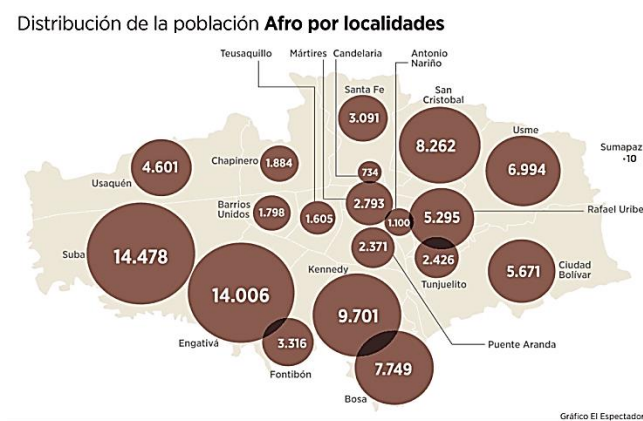 Distribución de la población Afro por localidades
Teusaquillo
Mártires
Candelaria
Antonio
Nariño
Santa Fe
3.091
San
Cristobal
8.262
Usme
6.994
Sumapaz
10
Usaquén
4.601
Chapinero
1.884
734
Barrios
Unidos
1.798
1.605
2.793
1.100
5.295
Rafael Uribe
Suba
14.478
2.371
2.426
Tunjuelito
5.671
Ciudad
Bolívar
Engativá
14.006
Kennedy
9.701
3.316
Fontibón
Puente Aranda
7.749
Bosa
Gráfico El Espectador